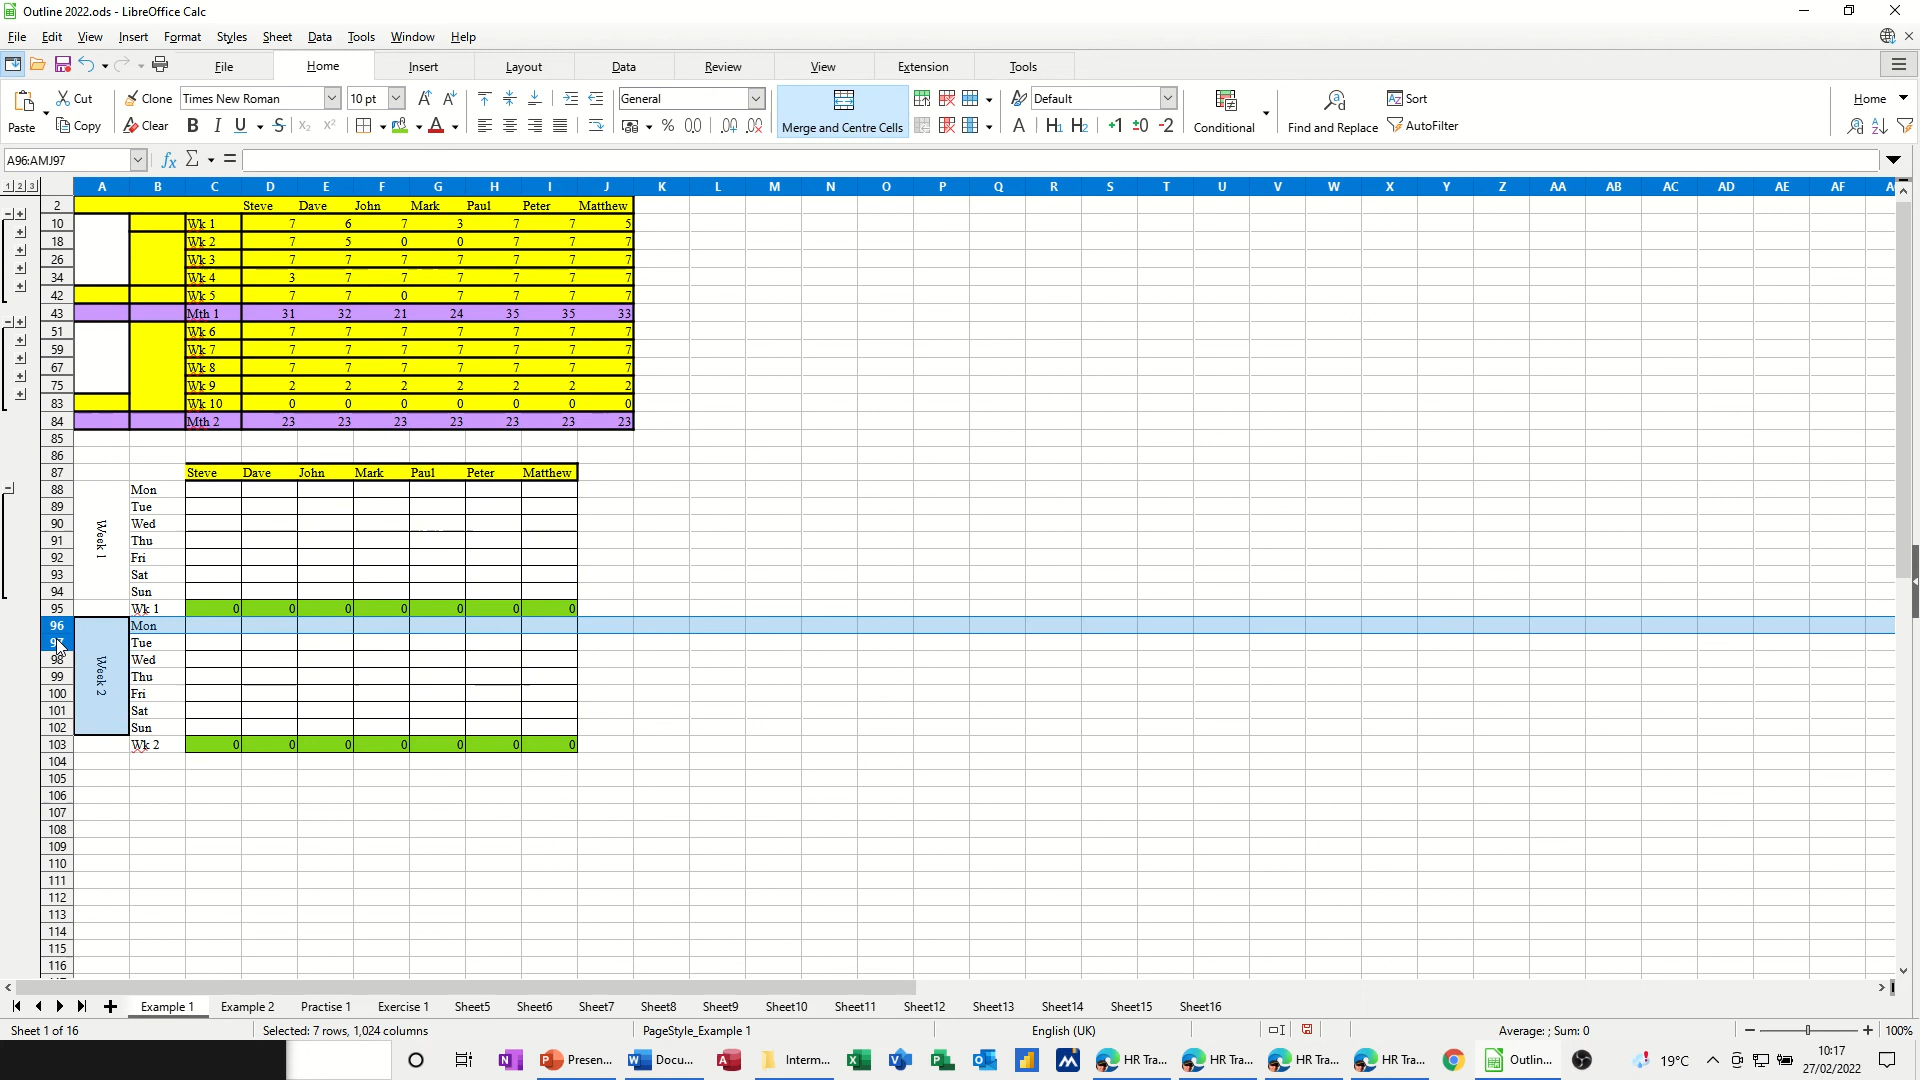 Outline 2022.ods - LibreOffice Calc
File Edit View Insert Format Styles Sheet Data Tools Window Help
File Home Insert Layout Data Review View Extension Tools
Paste Cut Copy Clone Clear Times New Roman 10 pt General Merge and Centre Cells Default Conditional Find and Replace Sort AutoFilter Home
A96:AMJ97
1 2 3 A B C D E F G H I J K L M N O P Q R S T U V W X Y Z AA AB AC AD AE AF
2 Steve Dave John Mark Paul Peter Matthew
10 Wk 1 7 6 7 3 7 7 5
18 Wk 2 7 5 0 0 7 7 7
26 Wk 3 7 7 7 7 7 7 7
34 Wk 4 3 7 7 7 7 7 7
42 Wk 5 7 7 0 7 7 7 7
43 Mth 1 31 32 21 24 35 35 33
51 Wk 6 7 7 7 7 7 7 7
59 Wk 7 7 7 7 7 7 7 7
67 Wk 8 7 7 7 7 7 7 7
75 Wk 9 2 2 2 2 2 2 2
83 Wk 10 0 0 0 0 0 0 0
84 Mth 2 23 23 23 23 23 23 23
85
86
87 Steve Dave John Mark Paul Peter Matthew
88 Mon
89 Tue
90 Wed
91 Week 1 Thu
92 Fri
93 Sat
94 Sun
95 Wk 1 0 0 0 0 0 0 0
96 Mon
97 Tue
98 Wed
99 Week 2 Thu
100 Fri
101 Sat
102 Sun
103 Wk 2 0 0 0 0 0 0 0
104
105
106
107
108
109
110
111
112
113
114
115
116
Example 1 Example 2 Practise 1 Exercise 1 Sheet5 Sheet6 Sheet7 Sheet8 Sheet9 Sheet10 Sheet11 Sheet12 Sheet13 Sheet14 Sheet15 Sheet16
Sheet 1 of 16 Selected: 7 rows, 1,024 columns PageStyle_Example 1 English (UK) Average: ; Sum: 0 100%
Presen... Docu... Interm... HR Tra... HR Tra... HR Tra... HR Tra... Outlin... 19°C 10:17
27/02/2022